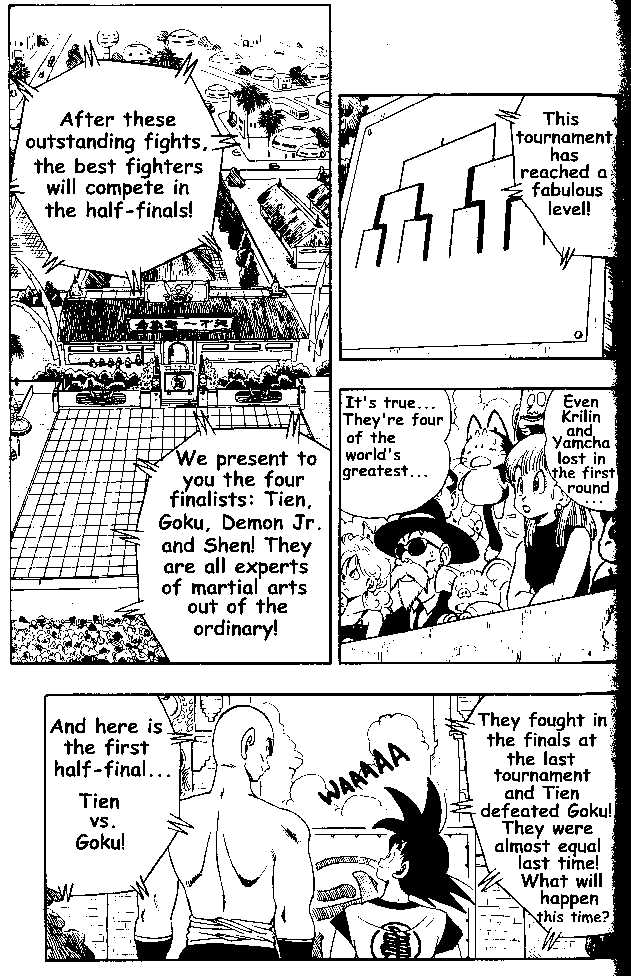 After these
outstanding fights,
the best fighters
will compete in
the half-finals!
We present to
you the four
finalists: Tien,
Goku, Demon Jr.
and Shen! They
are all experts
of martial arts
out of the
ordinary!
This
tournament
has
reached a
fabulous
level!
It's true...
They're four
of the
world's
greatest...
Even
Krilin
and
Yamcha
lost in
the first
round
...
And here is
the first
half-final...
Tien
vs.
Goku!
WAAAAA
They fought in
the finals at
the last
tournament
and Tien
defeated Goku!
They were
almost equal
last time!
What will
happen
this time?